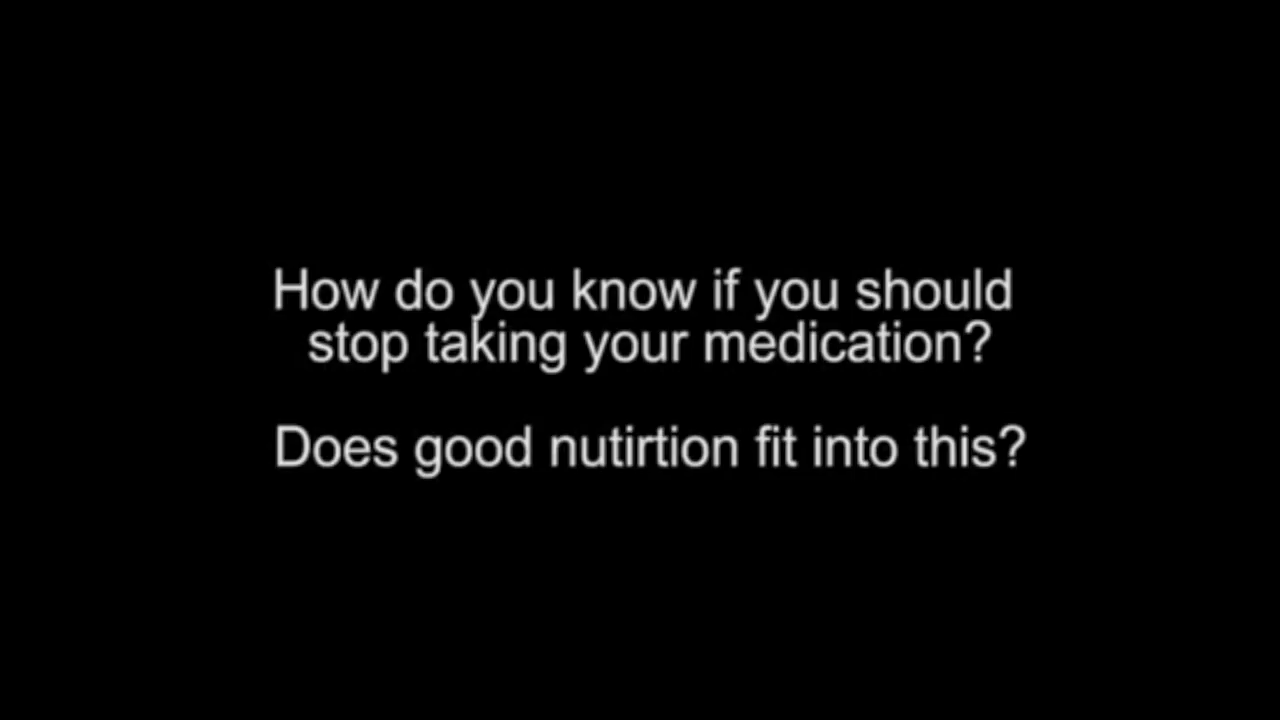 How do you know if you should
stop taking your medication?
Does good nutirtion fit into this?